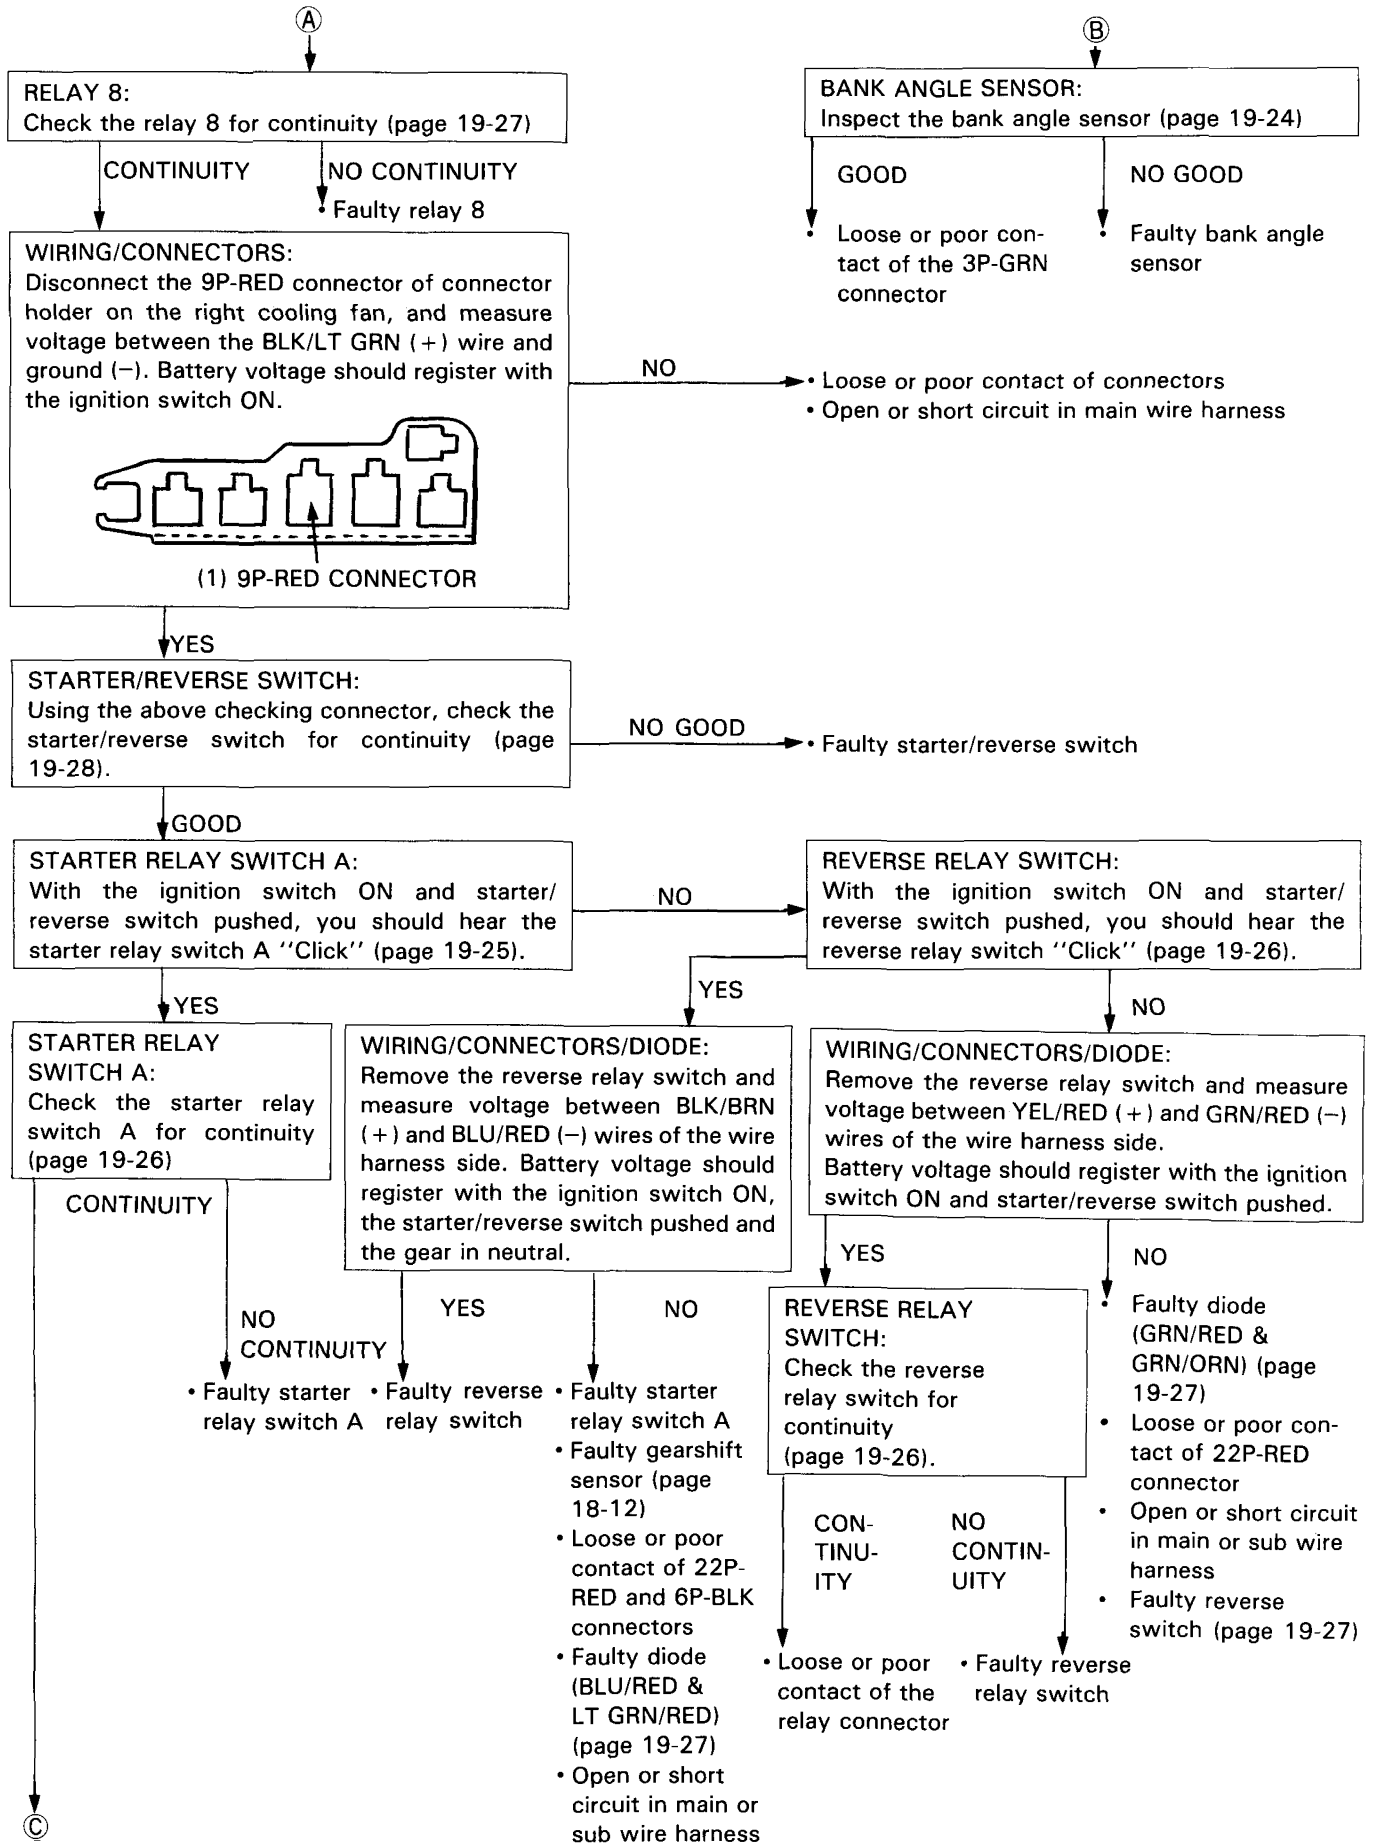 A
B
RELAY 8:
Check the relay 8 for continuity (page 19-27)
CONTINUITY
NO CONTINUITY
• Faulty relay 8
BANK ANGLE SENSOR:
Inspect the bank angle sensor (page 19-24)
GOOD
NO GOOD
• Loose or poor con-
tact of the 3P-GRN
connector
• Faulty bank angle
sensor
WIRING/CONNECTORS:
Disconnect the 9P-RED connector of connector
holder on the right cooling fan, and measure
voltage between the BLK/LT GRN (+) wire and
ground (−). Battery voltage should register with
the ignition switch ON.
(1) 9P-RED CONNECTOR
NO
• Loose or poor contact of connectors
• Open or short circuit in main wire harness
YES
STARTER/REVERSE SWITCH:
Using the above checking connector, check the
starter/reverse switch for continuity (page
19-28).
NO GOOD
• Faulty starter/reverse switch
GOOD
STARTER RELAY SWITCH A:
With the ignition switch ON and starter/
reverse switch pushed, you should hear the
starter relay switch A ''Click'' (page 19-25).
NO
REVERSE RELAY SWITCH:
With the ignition switch ON and starter/
reverse switch pushed, you should hear the
reverse relay switch ''Click'' (page 19-26).
YES
YES
NO
STARTER RELAY
SWITCH A:
Check the starter relay
switch A for continuity
(page 19-26)
CONTINUITY
NO
CONTINUITY
• Faulty starter
relay switch A
WIRING/CONNECTORS/DIODE:
Remove the reverse relay switch and
measure voltage between BLK/BRN
(+) and BLU/RED (−) wires of the wire
harness side. Battery voltage should
register with the ignition switch ON,
the starter/reverse switch pushed and
the gear in neutral.
YES
NO
• Faulty reverse
relay switch
• Faulty starter
relay switch A
• Faulty gearshift
sensor (page
18-12)
• Loose or poor
contact of 22P-
RED and 6P-BLK
connectors
• Faulty diode
(BLU/RED &
LT GRN/RED)
(page 19-27)
• Open or short
circuit in main or
sub wire harness
WIRING/CONNECTORS/DIODE:
Remove the reverse relay switch and measure
voltage between YEL/RED (+) and GRN/RED (−)
wires of the wire harness side.
Battery voltage should register with the ignition
switch ON and starter/reverse switch pushed.
YES
NO
REVERSE RELAY
SWITCH:
Check the reverse
relay switch for
continuity
(page 19-26).
CON-
TINU-
ITY
NO
CONTIN-
UITY
• Loose or poor
contact of the
relay connector
• Faulty reverse
relay switch
• Faulty diode
(GRN/RED &
GRN/ORN) (page
19-27)
• Loose or poor con-
tact of 22P-RED
connector
• Open or short circuit
in main or sub wire
harness
• Faulty reverse
switch (page 19-27)
C